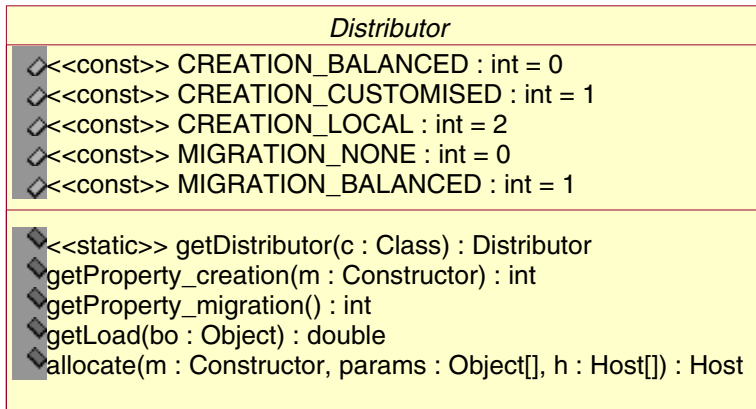 Distributor
<<const>> CREATION_BALANCED : int = 0
<<const>> CREATION_CUSTOMISED : int = 1
<<const>> CREATION_LOCAL : int = 2
<<const>> MIGRATION_NONE : int = 0
<<const>> MIGRATION_BALANCED : int = 1
<<static>> getDistributor(c : Class) : Distributor
getProperty_creation(m : Constructor) : int
getProperty_migration() : int
getLoad(bo : Object) : double
allocate(m : Constructor, params : Object[], h : Host[]) : Host